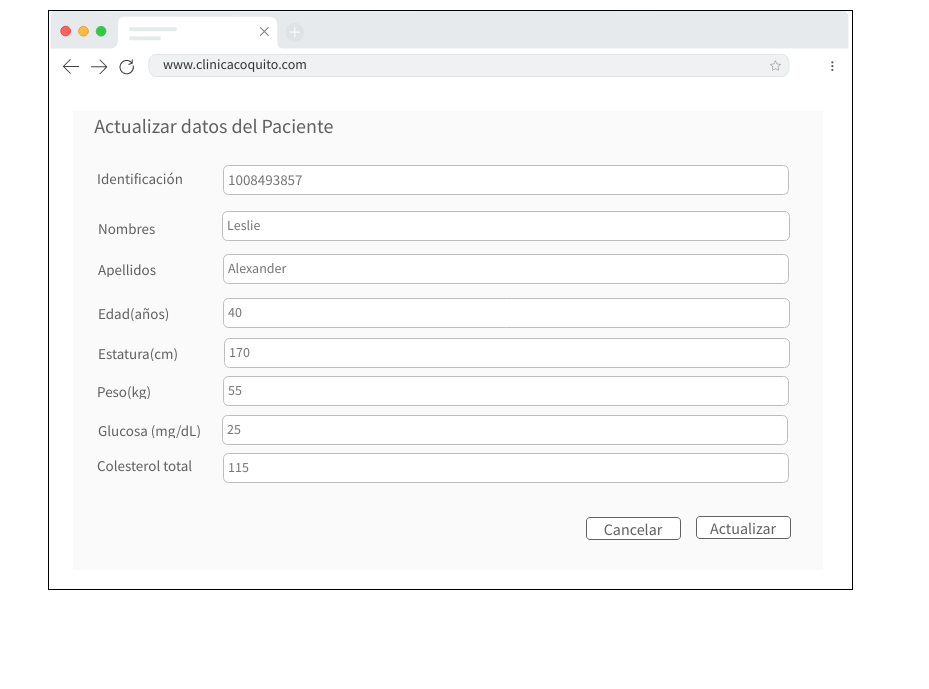 www.clinicacoquito.com
Actualizar datos del Paciente
Identificación 1008493857
Nombres Leslie
Apellidos Alexander
Edad(años) 40
Estatura(cm) 170
Peso(kg) 55
Glucosa (mg/dL) 25
Colesterol total 115
Cancelar Actualizar